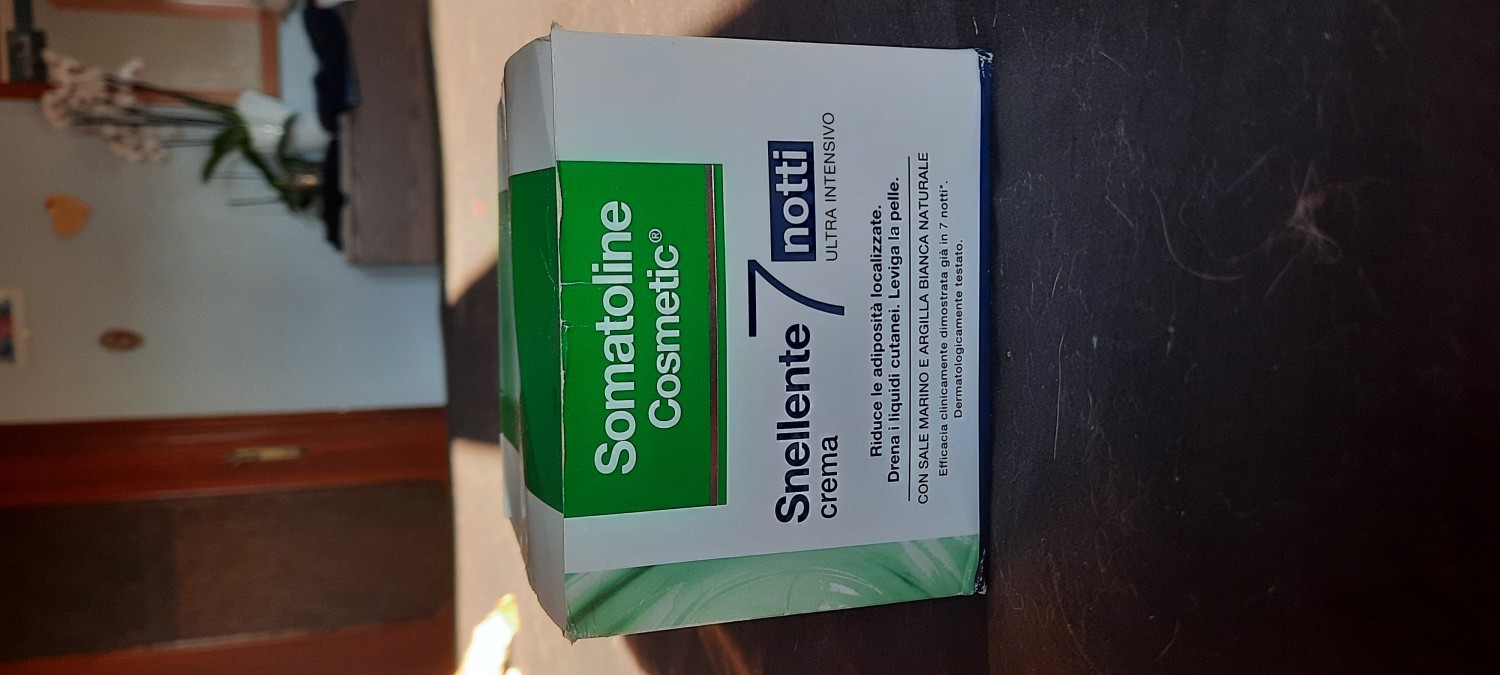 Somatoline
Cosmetic®
Snellente 7 notti
crema ULTRA INTENSIVO
Riduce le adiposità localizzate.
Drena i liquidi cutanei. Leviga la pelle.
CON SALE MARINO E ARGILLA BIANCA NATURALE
Efficacia clinicamente dimostrata già in 7 notti*.
Dermatologicamente testato.